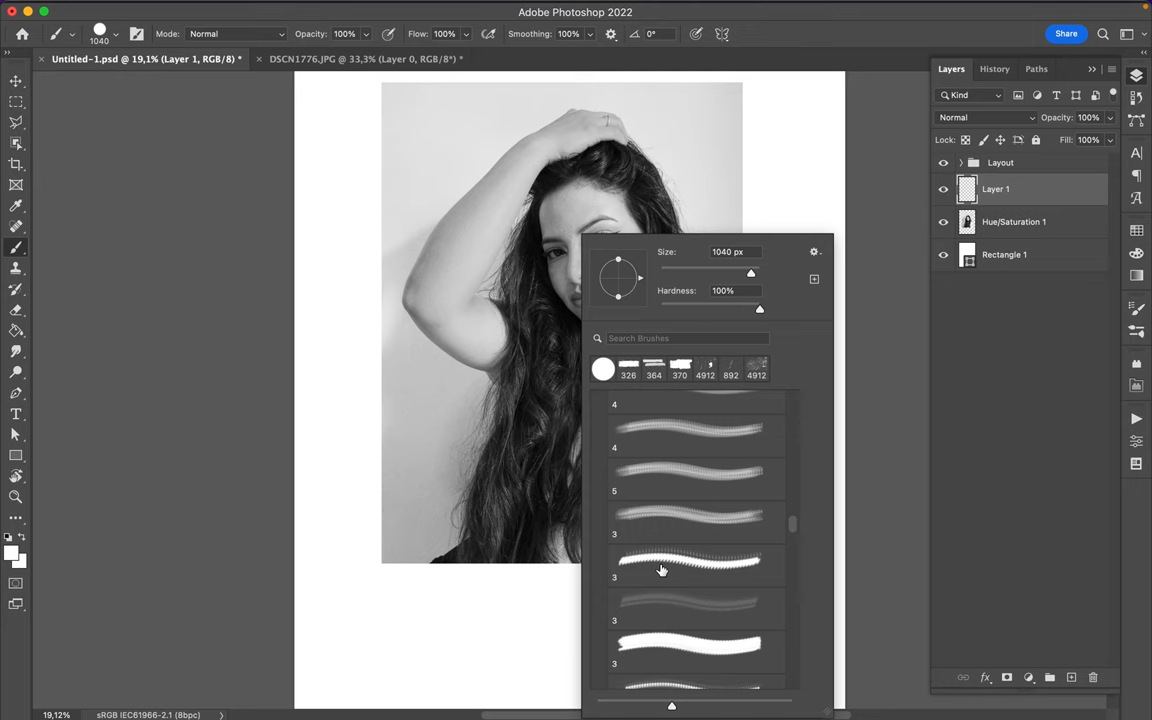 Adobe Photoshop 2022
1040 Mode: Normal Opacity: 100% Flow: 100% Smoothing: 100% 0° Share
Untitled-1.psd @ 19,1% (Layer 1, RGB/8) * DSCN1776.JPG @ 33,3% (Layer 0, RGB/8*) *
Layers History Paths
Kind
Normal Opacity: 100%
Lock: Fill: 100%
Layout
Layer 1
Hue/Saturation 1
Rectangle 1
Size: 1040 px
Hardness: 100%
Search Brushes
326 364 370 4912 892 4912
4
4
5
3
3
3
3
19,12% sRGB IEC61966-2.1 (8bpc)